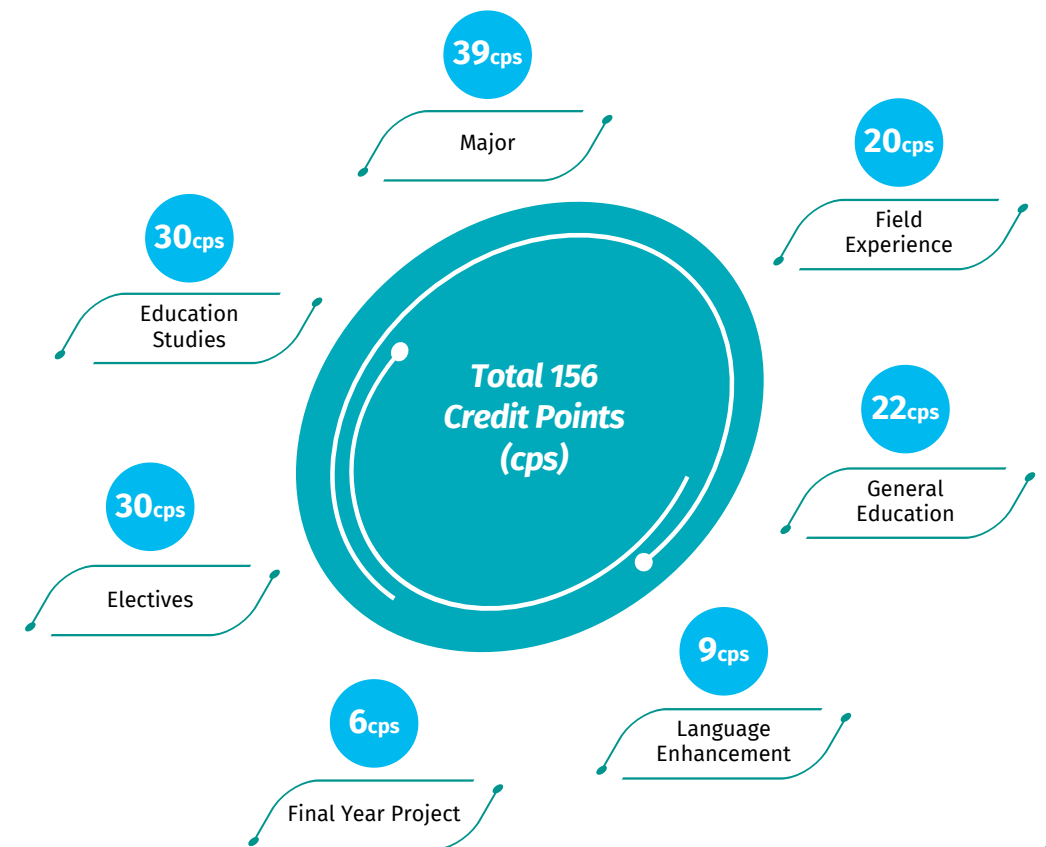 39cps
Major
20cps
Field
Experience
30cps
Education
Studies
Total 156
Credit Points
(cps)
22cps
General
Education
30cps
Electives
9cps
Language
Enhancement
6cps
Final Year Project